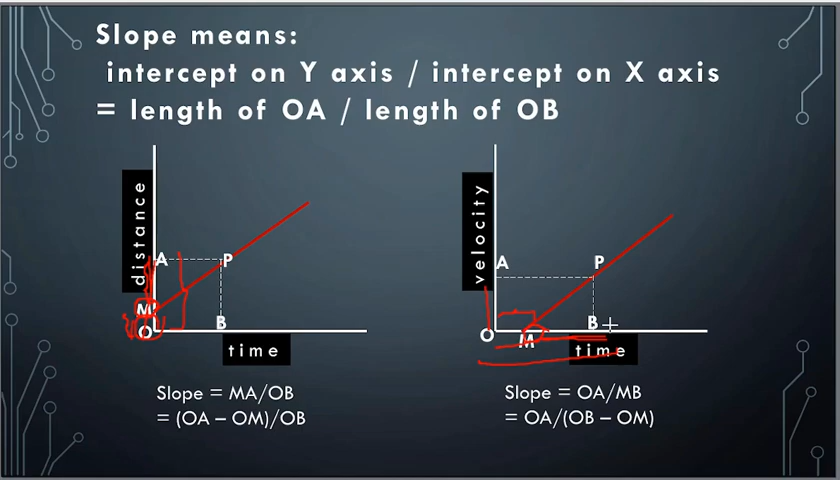 Slope means:
intercept on Y axis / intercept on X axis
= length of OA / length of OB
distance
A
P
M
O
B
time
Slope = MA/OB
= (OA – OM)/OB
velocity
A
P
O
M
B
time
Slope = OA/MB
= OA/(OB – OM)